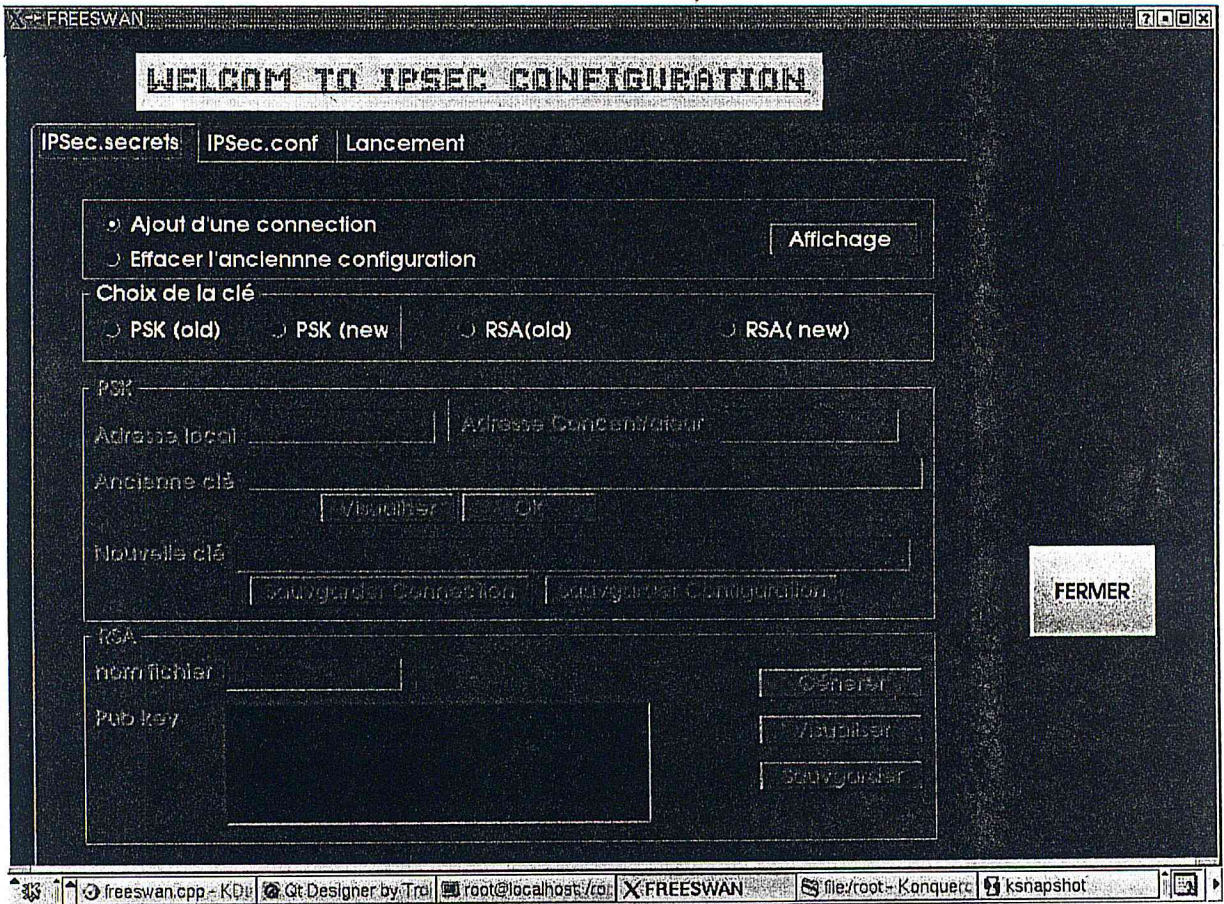 FREESWAN
WELCOM TO IPSEC CONFIGURATION
IPSec.secrets IPSec.conf Lancement
Ajout d'une connection
Affichage
Effacer l'anciennne configuration
Choix de la clé
PSK (old) PSK (new RSA(old) RSA( new)
PSK
Adresse local Adresse Concentrateur
Ancienne clé
Visualiser Ok
Nouvelle clé
Sauvgarder Connection Sauvgarder Configuration
FERMER
RSA
nom fichier
Génerer
Pub key
Visualiser
Sauvgarder
freeswan.cpp - KD Qt Designer by Trol root@localhost:/ro FREESWAN file:/root - Konquerc ksnapshot